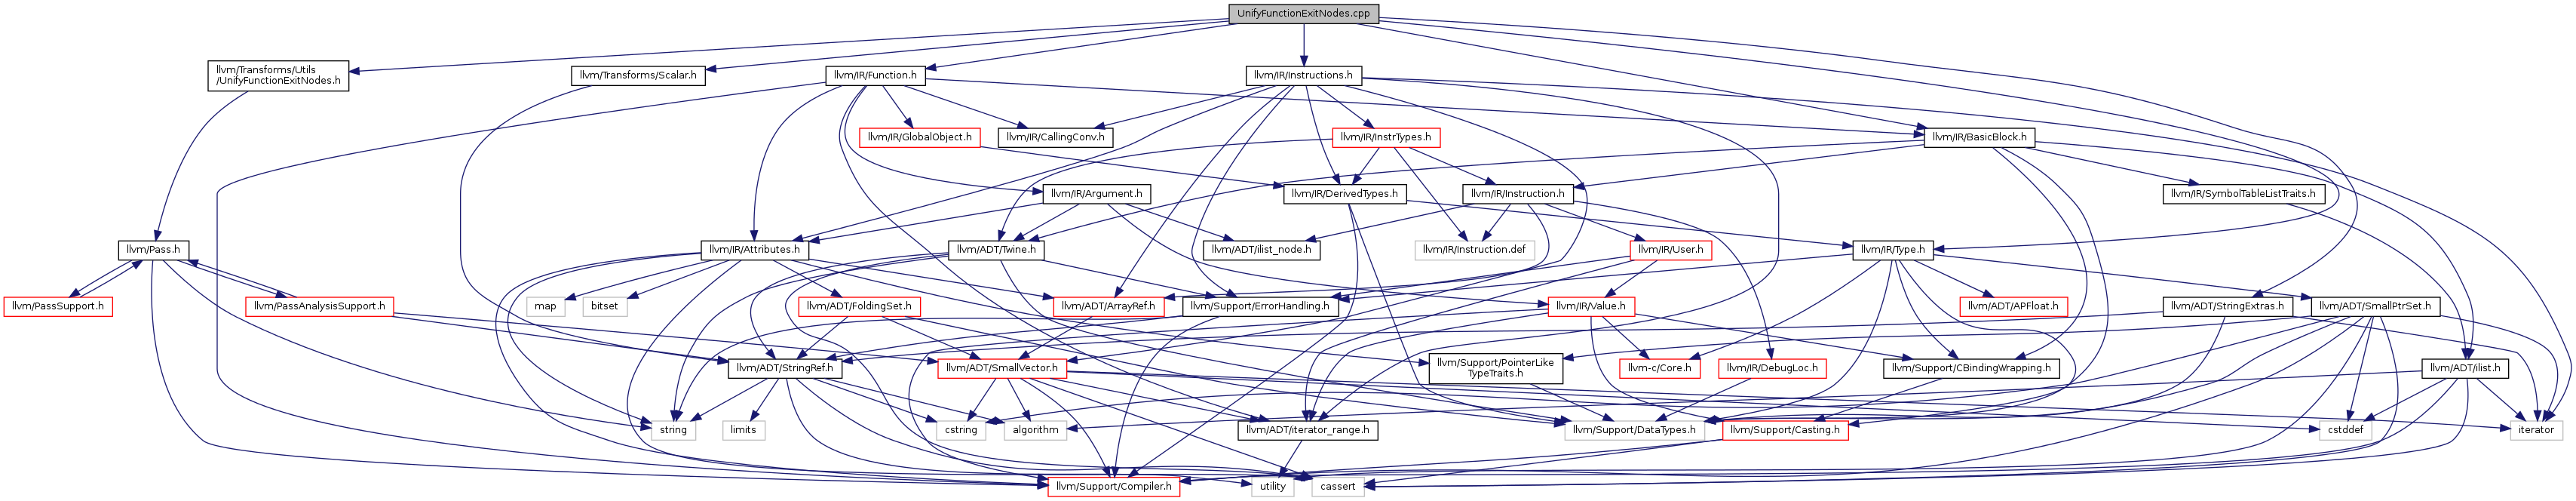 UnifyFunctionExitNodes.cpp
llvm/Transforms/Utils
/UnifyFunctionExitNodes.h
llvm/Transforms/Scalar.h
llvm/IR/Function.h
llvm/IR/Instructions.h
llvm/IR/GlobalObject.h
llvm/IR/CallingConv.h
llvm/IR/InstrTypes.h
llvm/IR/BasicBlock.h
llvm/IR/Argument.h
llvm/IR/DerivedTypes.h
llvm/IR/Instruction.h
llvm/IR/SymbolTableListTraits.h
llvm/Pass.h
llvm/IR/Attributes.h
llvm/ADT/Twine.h
llvm/ADT/ilist_node.h
llvm/IR/Instruction.def
llvm/IR/User.h
llvm/IR/Type.h
llvm/PassSupport.h
llvm/PassAnalysisSupport.h
map
bitset
llvm/ADT/FoldingSet.h
llvm/ADT/ArrayRef.h
llvm/Support/ErrorHandling.h
llvm/IR/Value.h
llvm/ADT/APFloat.h
llvm/ADT/StringExtras.h
llvm/ADT/SmallPtrSet.h
llvm/ADT/StringRef.h
llvm/ADT/SmallVector.h
llvm/Support/PointerLike
TypeTraits.h
llvm-c/Core.h
llvm/IR/DebugLoc.h
llvm/Support/CBindingWrapping.h
llvm/ADT/ilist.h
string
limits
cstring
algorithm
llvm/ADT/iterator_range.h
llvm/Support/DataTypes.h
llvm/Support/Casting.h
cstddef
iterator
llvm/Support/Compiler.h
utility
cassert